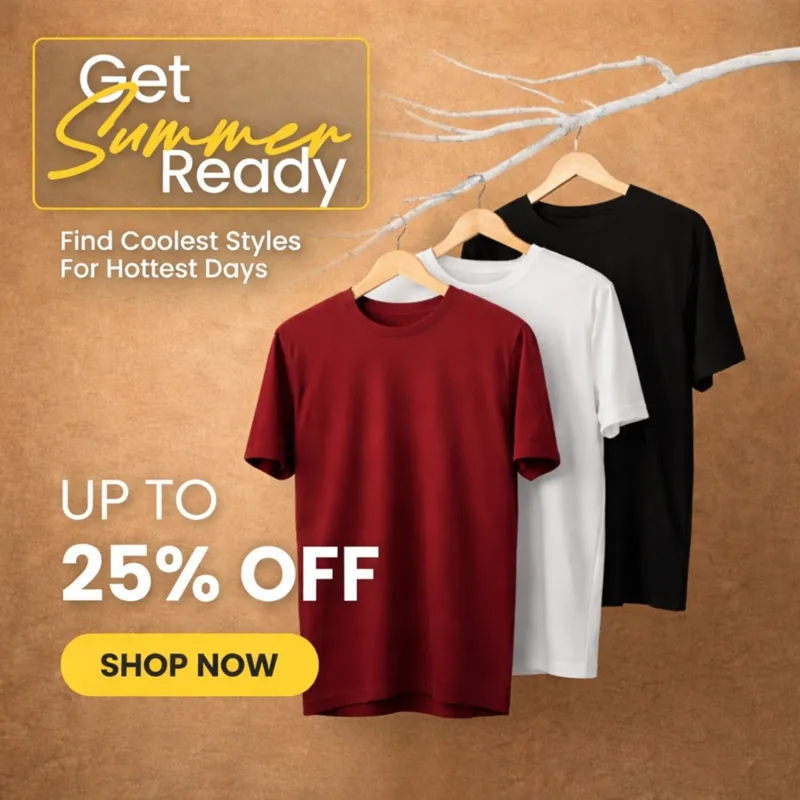 Get
Summer
Ready
Find Coolest Styles
For Hottest Days
UP TO
25% OFF
SHOP NOW